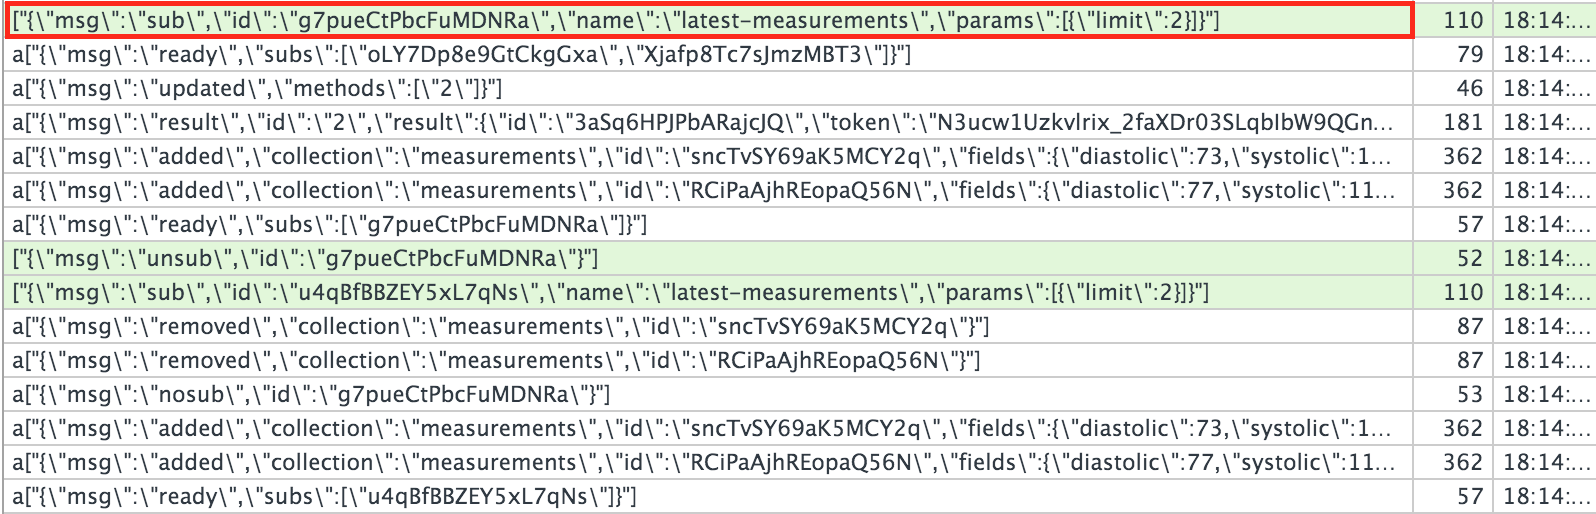 ["{\"msg\":\"sub\",\"id\":\"g7pueCtPbcFuMDNRa\",\"name\":\"latest-measurements\",\"params\":[{\"limit\":2}]}"] 110 18:14:...
a["{\"msg\":\"ready\",\"subs\":[\"oLY7Dp8e9GtCkgGxa\",\"Xjafp8Tc7sJmzMBT3\"]}"] 79 18:14:...
a["{\"msg\":\"updated\",\"methods\":[\"2\"]}"] 46 18:14:...
a["{\"msg\":\"result\",\"id\":\"2\",\"result\":{\"id\":\"3aSq6HPJPbARajcJQ\",\"token\":\"N3ucw1UzkvIrix_2faXDr03SLqbIbW9QGn... 181 18:14:...
a["{\"msg\":\"added\",\"collection\":\"measurements\",\"id\":\"sncTvSY69aK5MCY2q\",\"fields\":{\"diastolic\":73,\"systolic\":1... 362 18:14:...
a["{\"msg\":\"added\",\"collection\":\"measurements\",\"id\":\"RCiPaAjhREopaQ56N\",\"fields\":{\"diastolic\":77,\"systolic\":11... 362 18:14:...
a["{\"msg\":\"ready\",\"subs\":[\"g7pueCtPbcFuMDNRa\"]}"] 57 18:14:...
["{\"msg\":\"unsub\",\"id\":\"g7pueCtPbcFuMDNRa\"}"] 52 18:14:...
["{\"msg\":\"sub\",\"id\":\"u4qBfBBZEY5xL7qNs\",\"name\":\"latest-measurements\",\"params\":[{\"limit\":2}]}"] 110 18:14:...
a["{\"msg\":\"removed\",\"collection\":\"measurements\",\"id\":\"sncTvSY69aK5MCY2q\"}"] 87 18:14:...
a["{\"msg\":\"removed\",\"collection\":\"measurements\",\"id\":\"RCiPaAjhREopaQ56N\"}"] 87 18:14:...
a["{\"msg\":\"nosub\",\"id\":\"g7pueCtPbcFuMDNRa\"}"] 53 18:14:...
a["{\"msg\":\"added\",\"collection\":\"measurements\",\"id\":\"sncTvSY69aK5MCY2q\",\"fields\":{\"diastolic\":73,\"systolic\":1... 362 18:14:...
a["{\"msg\":\"added\",\"collection\":\"measurements\",\"id\":\"RCiPaAjhREopaQ56N\",\"fields\":{\"diastolic\":77,\"systolic\":11... 362 18:14:...
a["{\"msg\":\"ready\",\"subs\":[\"u4qBfBBZEY5xL7qNs\"]}"] 57 18:14:...